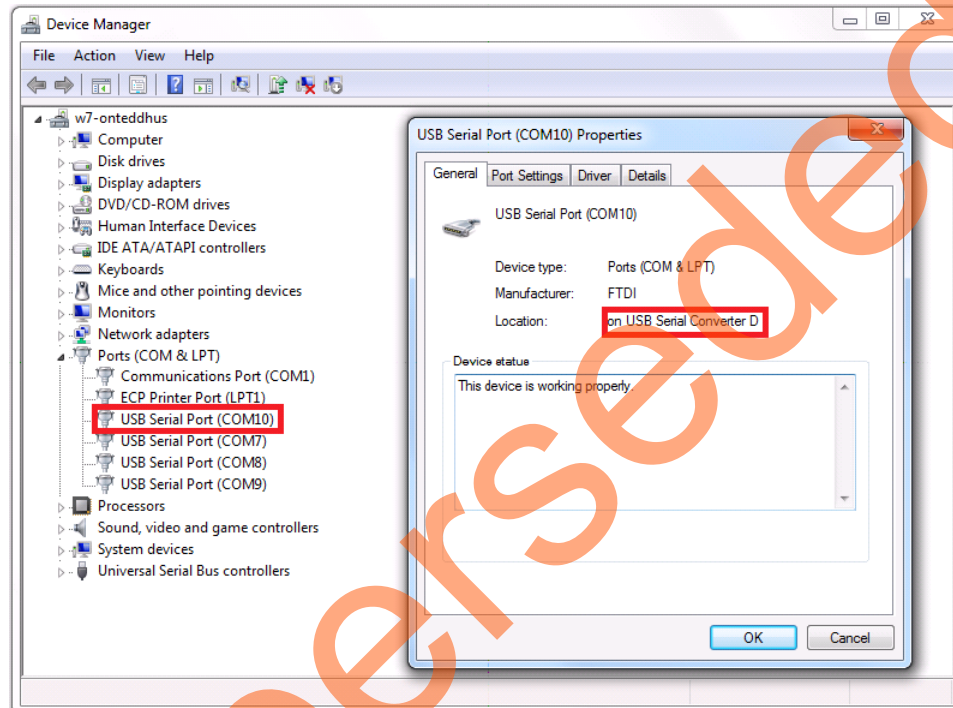 Device Manager
File Action View Help
w7-onteddhus
Computer
Disk drives
Display adapters
DVD/CD-ROM drives
Human Interface Devices
IDE ATA/ATAPI controllers
Keyboards
Mice and other pointing devices
Monitors
Network adapters
Ports (COM & LPT)
Communications Port (COM1)
ECP Printer Port (LPT1)
USB Serial Port (COM10)
USB Serial Port (COM7)
USB Serial Port (COM8)
USB Serial Port (COM9)
Processors
Sound, video and game controllers
System devices
Universal Serial Bus controllers
USB Serial Port (COM10) Properties
General Port Settings Driver Details
USB Serial Port (COM10)
Device type: Ports (COM & LPT)
Manufacturer: FTDI
Location: on USB Serial Converter D
Device status
This device is working properly.
OK Cancel
perseded